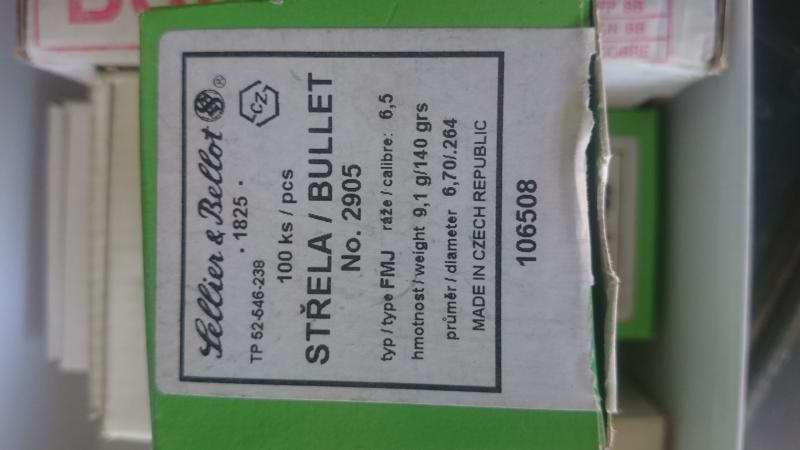 Sellier & Bellot ®
· 1825 ·
CZ
TP 52-546-238
100 ks / pcs
STŘELA / BULLET
No. 2905
typ / type FMJ ráže / calibre: 6,5
hmotnost / weight 9,1 g/140 grs
průměr / diameter 6,70/.264
MADE IN CZECH REPUBLIC
106508